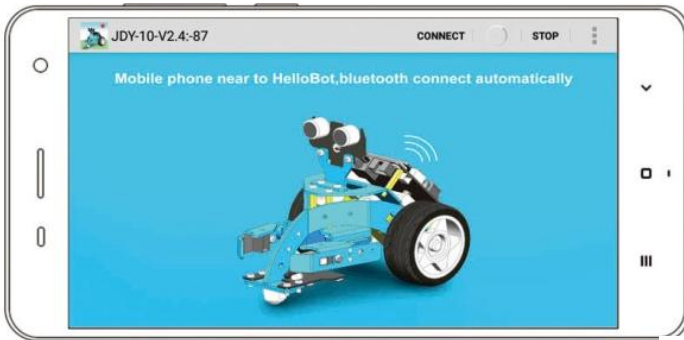 JDY-10-V2.4:-87 CONNECT STOP
Mobile phone near to HelloBot,bluetooth connect automatically